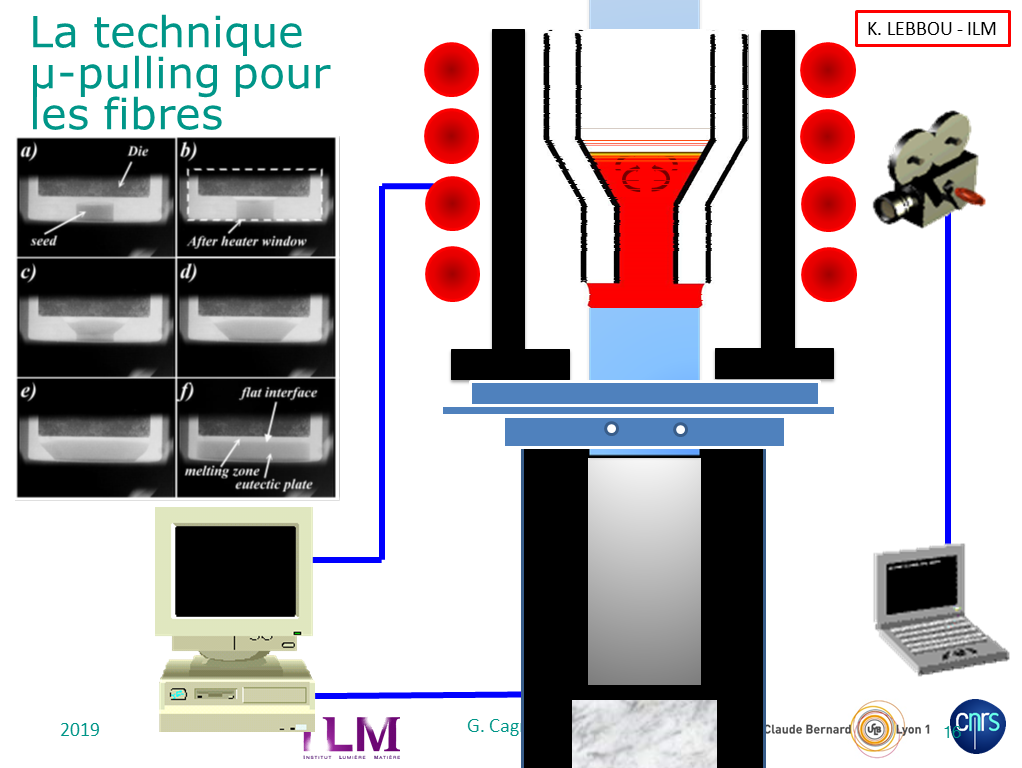 La technique
µ-pulling pour
les fibres
K. LEBBOU - ILM
a)
Die
seed
b)
After heater window
c)
d)
e)
f)
flat interface
melting zone
eutectic plate
2019
ILM
INSTITUT LUMIÈRE MATIÈRE
G.
Claude Bernard
Lyon 1
16
cnrs